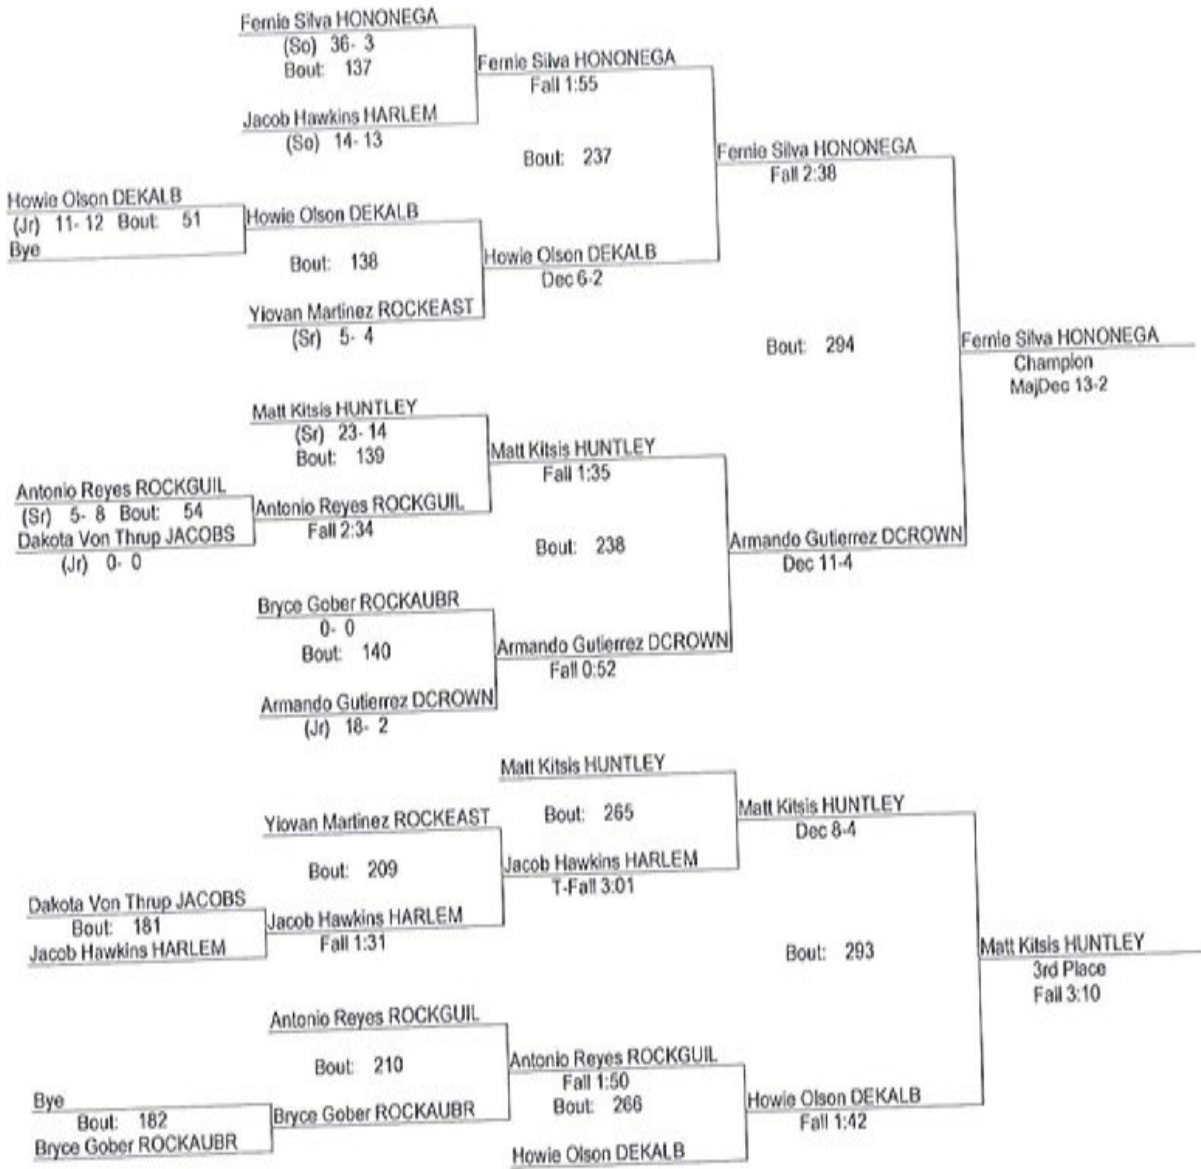 Fernie Silva HONONEGA
(So) 36- 3
Bout: 137
Fernie Silva HONONEGA
Fall 1:55
Jacob Hawkins HARLEM
(So) 14- 13
Bout: 237
Fernie Silva HONONEGA
Fall 2:38
Howie Olson DEKALB
(Jr) 11- 12 Bout: 51
Bye
Howie Olson DEKALB
Bout: 138
Howie Olson DEKALB
Dec 6-2
Yiovan Martinez ROCKEAST
(Sr) 5- 4
Bout: 294
Fernie Silva HONONEGA
Champion
MajDec 13-2
Matt Kitsis HUNTLEY
(Sr) 23- 14
Bout: 139
Matt Kitsis HUNTLEY
Fall 1:35
Antonio Reyes ROCKGUIL
(Sr) 5- 8 Bout: 54
Dakota Von Thrup JACOBS
(Jr) 0- 0
Antonio Reyes ROCKGUIL
Fall 2:34
Bout: 238
Armando Gutierrez DCROWN
Dec 11-4
Bryce Gober ROCKAUBR
0- 0
Bout: 140
Armando Gutierrez DCROWN
Fall 0:52
Armando Gutierrez DCROWN
(Jr) 18- 2
Matt Kitsis HUNTLEY
Bout: 265
Matt Kitsis HUNTLEY
Dec 8-4
Yiovan Martinez ROCKEAST
Bout: 209
Jacob Hawkins HARLEM
T-Fall 3:01
Dakota Von Thrup JACOBS
Bout: 181
Jacob Hawkins HARLEM
Jacob Hawkins HARLEM
Fall 1:31
Bout: 293
Matt Kitsis HUNTLEY
3rd Place
Fall 3:10
Antonio Reyes ROCKGUIL
Bout: 210
Antonio Reyes ROCKGUIL
Fall 1:50
Bout: 266
Howie Olson DEKALB
Fall 1:42
Bye
Bout: 182
Bryce Gober ROCKAUBR
Bryce Gober ROCKAUBR
Howie Olson DEKALB